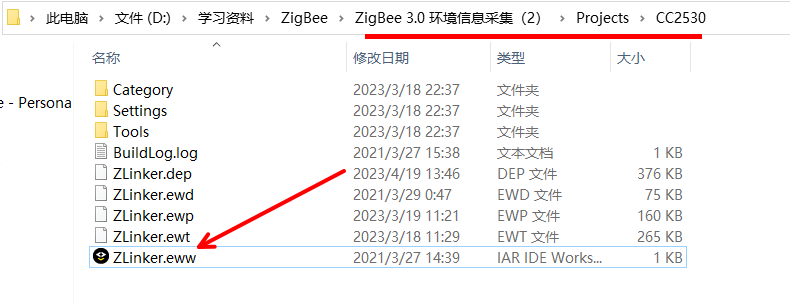 此电脑 > 文件 (D:) > 学习资料 > ZigBee > ZigBee 3.0 环境信息采集（2） > Projects > CC2530
名称 修改日期 类型 大小
Category 2023/3/18 22:37 文件夹
e - Persona
Settings 2023/3/18 22:37 文件夹
Tools 2023/3/18 22:37 文件夹
BuildLog.log 2021/3/27 15:38 文本文档 1 KB
ZLinker.dep 2023/4/19 13:46 DEP 文件 376 KB
ZLinker.ewd 2021/3/29 0:47 EWD 文件 75 KB
ZLinker.ewp 2023/3/19 11:21 EWP 文件 160 KB
ZLinker.ewt 2023/3/18 11:29 EWT 文件 265 KB
ZLinker.eww 2021/3/27 14:39 IAR IDE Works... 1 KB